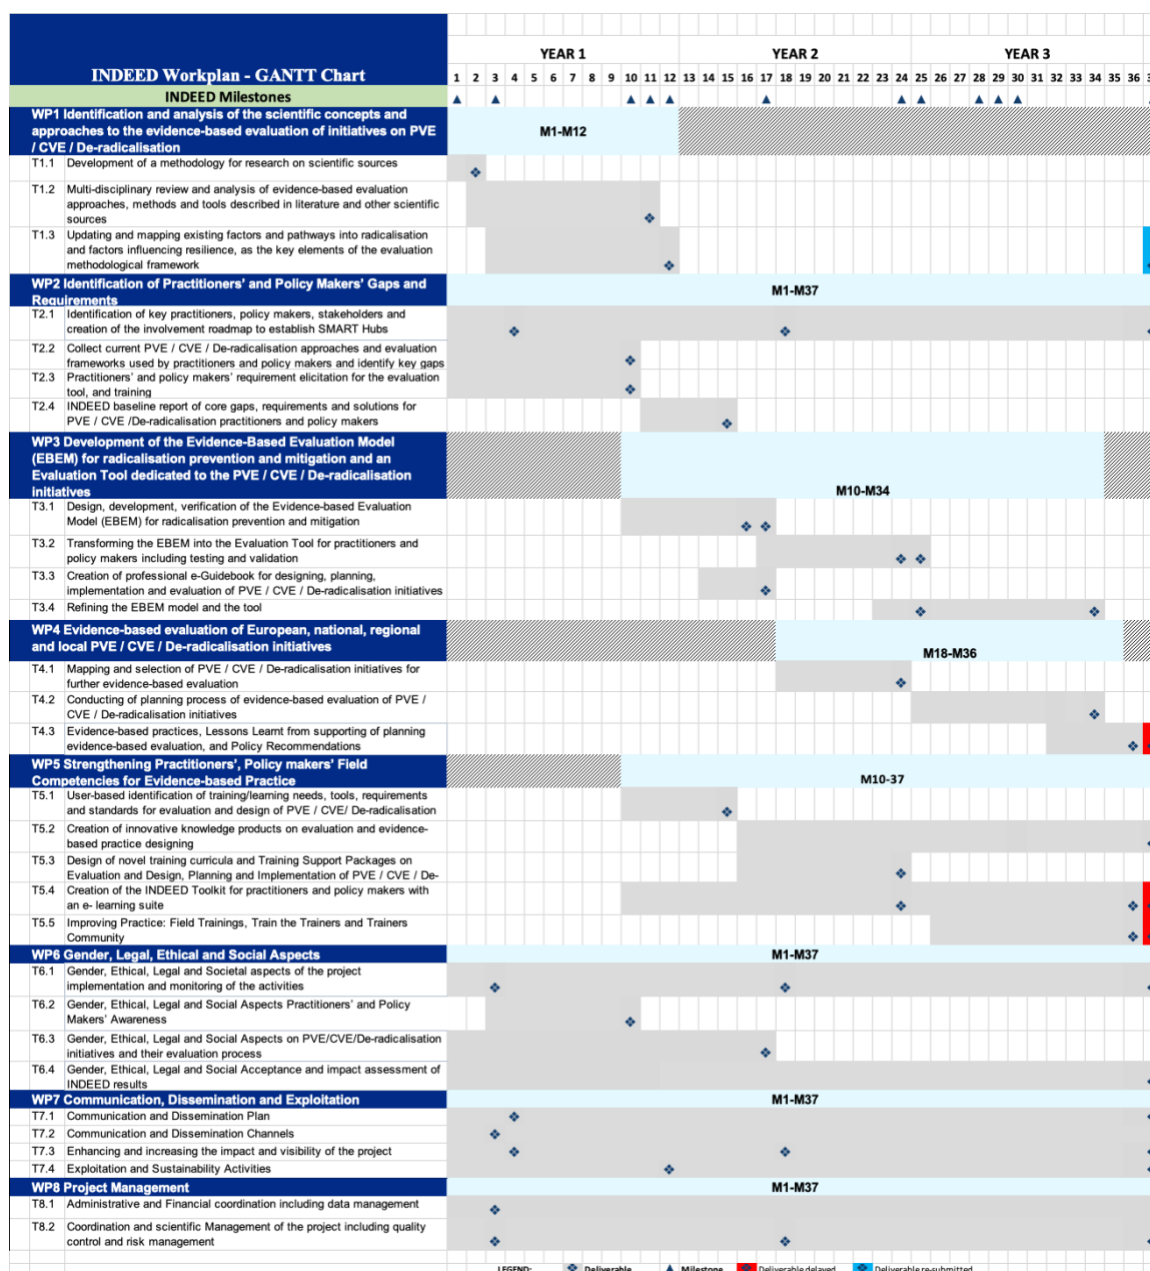 YEAR 1 YEAR 2 YEAR 3
INDEED Workplan - GANTT Chart 1 2 3 4 5 6 7 8 9 10 11 12 13 14 15 16 17 18 19 20 21 22 23 24 25 26 27 28 29 30 31 32 33 34 35 36
INDEED Milestones
WP1 Identification and analysis of the scientific concepts and
approaches to the evidence-based evaluation of initiatives on PVE
/ CVE / De-radicalisation
M1-M12
T1.1 Development of a methodology for research on scientific sources
T1.2 Multi-disciplinary review and analysis of evidence-based evaluation
approaches, methods and tools described in literature and other scientific
sources
T1.3 Updating and mapping existing factors and pathways into radicalisation
and factors influencing resilience, as the key elements of the evaluation
methodological framework
WP2 Identification of Practitioners' and Policy Makers' Gaps and
Requirements
M1-M37
T2.1 Identification of key practitioners, policy makers, stakeholders and
creation of the involvement roadmap to establish SMART Hubs
T2.2 Collect current PVE / CVE / De-radicalisation approaches and evaluation
frameworks used by practitioners and policy makers and identify key gaps
T2.3 Practitioners' and policy makers' requirement elicitation for the evaluation
tool, and training
T2.4 INDEED baseline report of core gaps, requirements and solutions for
PVE / CVE /De-radicalisation practitioners and policy makers
WP3 Development of the Evidence-Based Evaluation Model
(EBEM) for radicalisation prevention and mitigation and an
Evaluation Tool dedicated to the PVE / CVE / De-radicalisation
initiatives
M10-M34
T3.1 Design, development, verification of the Evidence-based Evaluation
Model (EBEM) for radicalisation prevention and mitigation
T3.2 Transforming the EBEM into the Evaluation Tool for practitioners and
policy makers including testing and validation
T3.3 Creation of professional e-Guidebook for designing, planning,
implementation and evaluation of PVE / CVE / De-radicalisation initiatives
T3.4 Refining the EBEM model and the tool
WP4 Evidence-based evaluation of European, national, regional
and local PVE / CVE / De-radicalisation initiatives
M18-M36
T4.1 Mapping and selection of PVE / CVE / De-radicalisation initiatives for
further evidence-based evaluation
T4.2 Conducting of planning process of evidence-based evaluation of PVE /
CVE / De-radicalisation initiatives
T4.3 Evidence-based practices, Lessons Learnt from supporting of planning
evidence-based evaluation, and Policy Recommendations
WP5 Strengthening Practitioners', Policy makers' Field
Competencies for Evidence-based Practice
M10-37
T5.1 User-based identification of training/learning needs, tools, requirements
and standards for evaluation and design of PVE / CVE/ De-radicalisation
T5.2 Creation of innovative knowledge products on evaluation and evidence-
based practice designing
T5.3 Design of novel training curricula and Training Support Packages on
Evaluation and Design, Planning and Implementation of PVE / CVE / De-
T5.4 Creation of the INDEED Toolkit for practitioners and policy makers with
an e- learning suite
T5.5 Improving Practice: Field Trainings, Train the Trainers and Trainers
Community
WP6 Gender, Legal, Ethical and Social Aspects M1-M37
T6.1 Gender, Ethical, Legal and Societal aspects of the project
implementation and monitoring of the activities
T6.2 Gender, Ethical, Legal and Social Aspects Practitioners' and Policy
Makers' Awareness
T6.3 Gender, Ethical, Legal and Social Aspects on PVE/CVE/De-radicalisation
initiatives and their evaluation process
T6.4 Gender, Ethical, Legal and Social Acceptance and impact assessment of
INDEED results
WP7 Communication, Dissemination and Exploitation M1-M37
T7.1 Communication and Dissemination Plan
T7.2 Communication and Dissemination Channels
T7.3 Enhancing and increasing the impact and visibility of the project
T7.4 Exploitation and Sustainability Activities
WP8 Project Management M1-M37
T8.1 Administrative and Financial coordination including data management
T8.2 Coordination and scientific Management of the project including quality
control and risk management
LEGEND: Deliverable Milestone Deliverable delayed Deliverable re-submitted